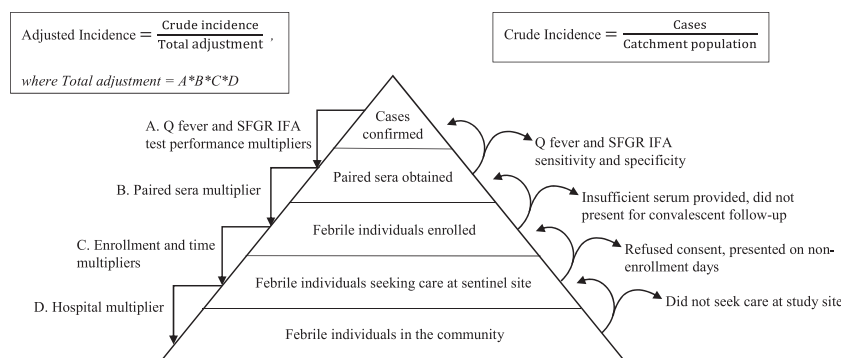 Adjusted Incidence = Crude incidence / Total adjustment ,
where Total adjustment = A*B*C*D
Crude Incidence = Cases / Catchment population
A. Q fever and SFGR IFA
test performance multipliers
B. Paired sera multiplier
C. Enrollment and time
multipliers
D. Hospital multiplier
Cases
confirmed
Paired sera obtained
Febrile individuals enrolled
Febrile individuals seeking care at sentinel site
Febrile individuals in the community
Q fever and SFGR IFA
sensitivity and specificity
Insufficient serum provided, did not
present for convalescent follow-up
Refused consent, presented on non-
enrollment days
Did not seek care at study site